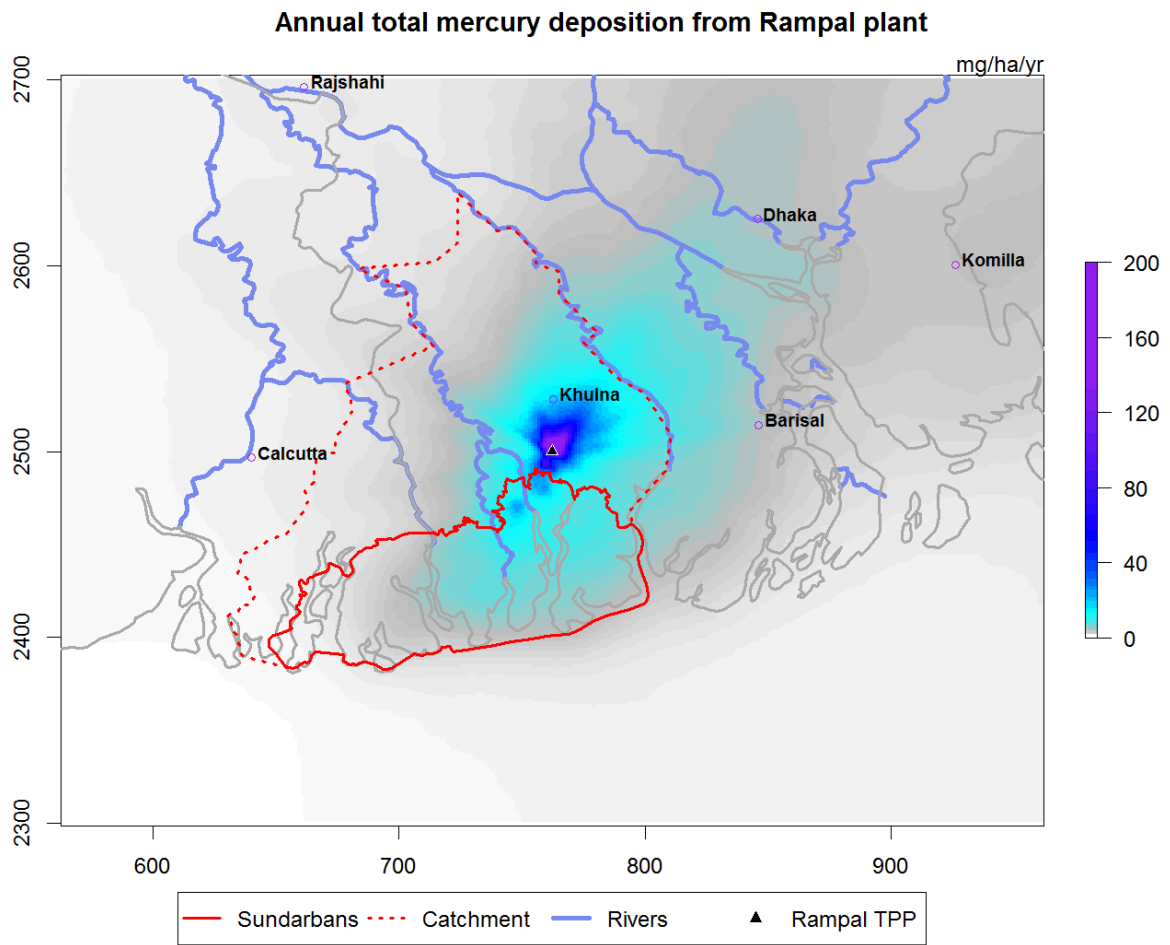 Annual total mercury deposition from Rampal plant
mg/ha/yr
2700
2600
2500
2400
2300
Rajshahi
Dhaka
Komilla
Khulna
Barisal
Calcutta
200
160
120
80
40
0
600 700 800 900
Sundarbans Catchment Rivers Rampal TPP